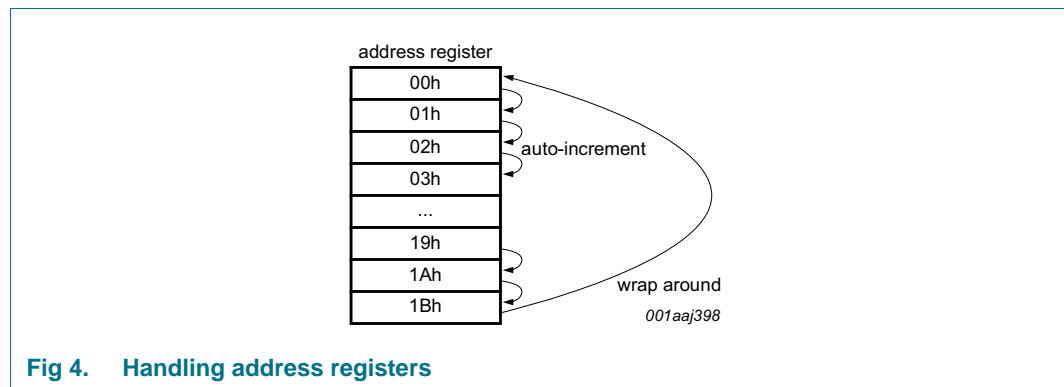 address register
00h
01h
02h
auto-increment
03h
...
19h
1Ah
wrap around
1Bh
001aaj398
Fig 4. Handling address registers